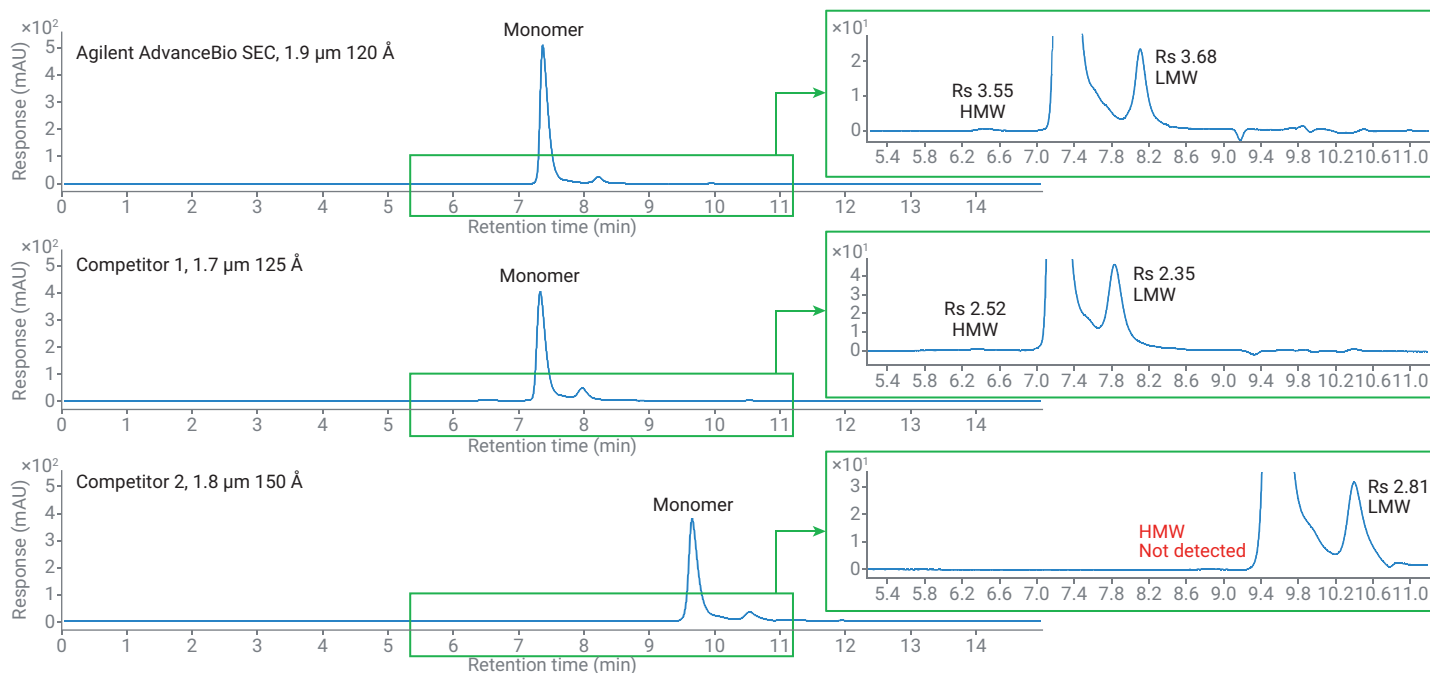 ×10²
5
4
3
2
1
0
Response (mAU)
Agilent AdvanceBio SEC, 1.9 µm 120 Å
Monomer
0 1 2 3 4 5 6 7 8 9 10 11 12 13 14
Retention time (min)
×10¹
2
1
0
Rs 3.55
HMW
Rs 3.68
LMW
5.4 5.8 6.2 6.6 7.0 7.4 7.8 8.2 8.6 9.0 9.4 9.8 10.2 10.6 11.0
×10²
5
4
3
2
1
0
Response (mAU)
Competitor 1, 1.7 µm 125 Å
Monomer
0 1 2 3 4 5 6 7 8 9 10 11 12 13 14
Retention time (min)
×10¹
4
3
2
1
0
Rs 2.52
HMW
Rs 2.35
LMW
5.4 5.8 6.2 6.6 7.0 7.4 7.8 8.2 8.6 9.0 9.4 9.8 10.2 10.6 11.0
×10²
5
4
3
2
1
0
Response (mAU)
Competitor 2, 1.8 µm 150 Å
Monomer
0 1 2 3 4 5 6 7 8 9 10 11 12 13 14
Retention time (min)
×10¹
3
2
1
0
HMW
Not detected
Rs 2.81
LMW
5.4 5.8 6.2 6.6 7.0 7.4 7.8 8.2 8.6 9.0 9.4 9.8 10.2 10.6 11.0